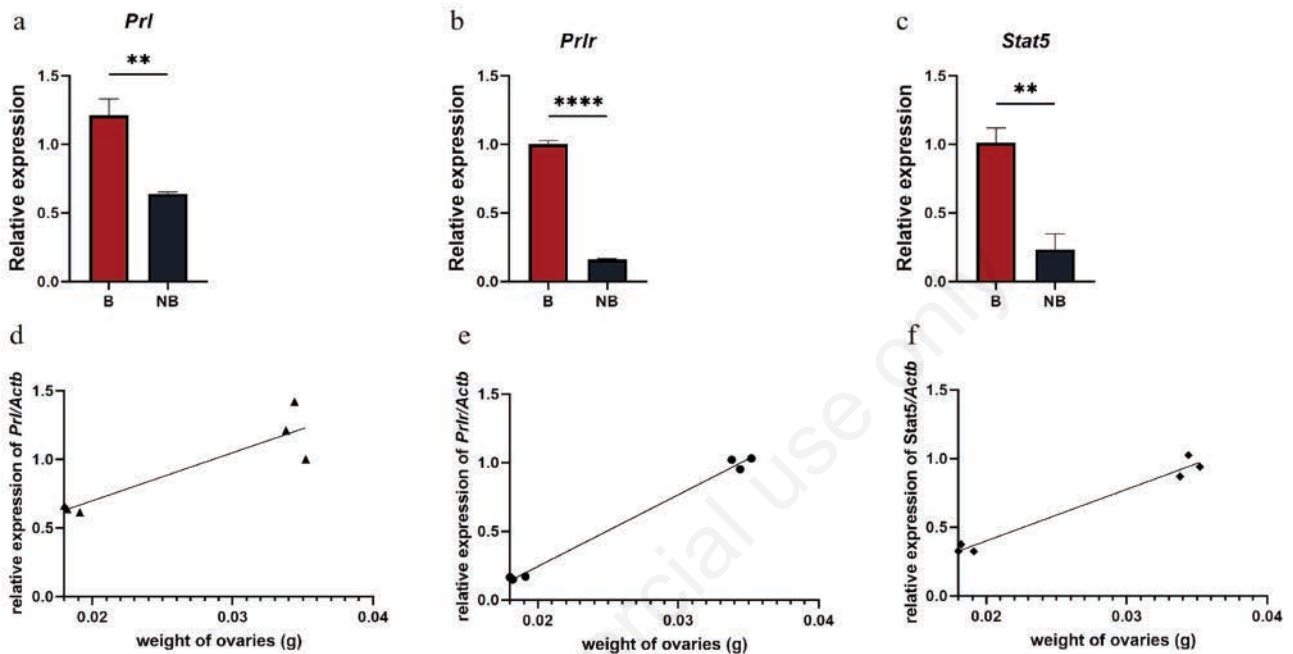 a
Prl
**
Relative expression
1.5
1.0
0.5
0.0
B NB
b
Prlr
****
Relative expression
1.5
1.0
0.5
0.0
B NB
c
Stat5
**
Relative expression
1.5
1.0
0.5
0.0
B NB
d
relative expression of Prl/Actb
1.5
1.0
0.5
0.0
0.02 0.03 0.04
weight of ovaries (g)
e
relative expression of Prlr/Actb
1.5
1.0
0.5
0.0
0.02 0.03 0.04
weight of ovaries (g)
f
relative expression of Stat5/Actb
1.5
1.0
0.5
0.0
0.02 0.03 0.04
weight of ovaries (g)
rcial use only